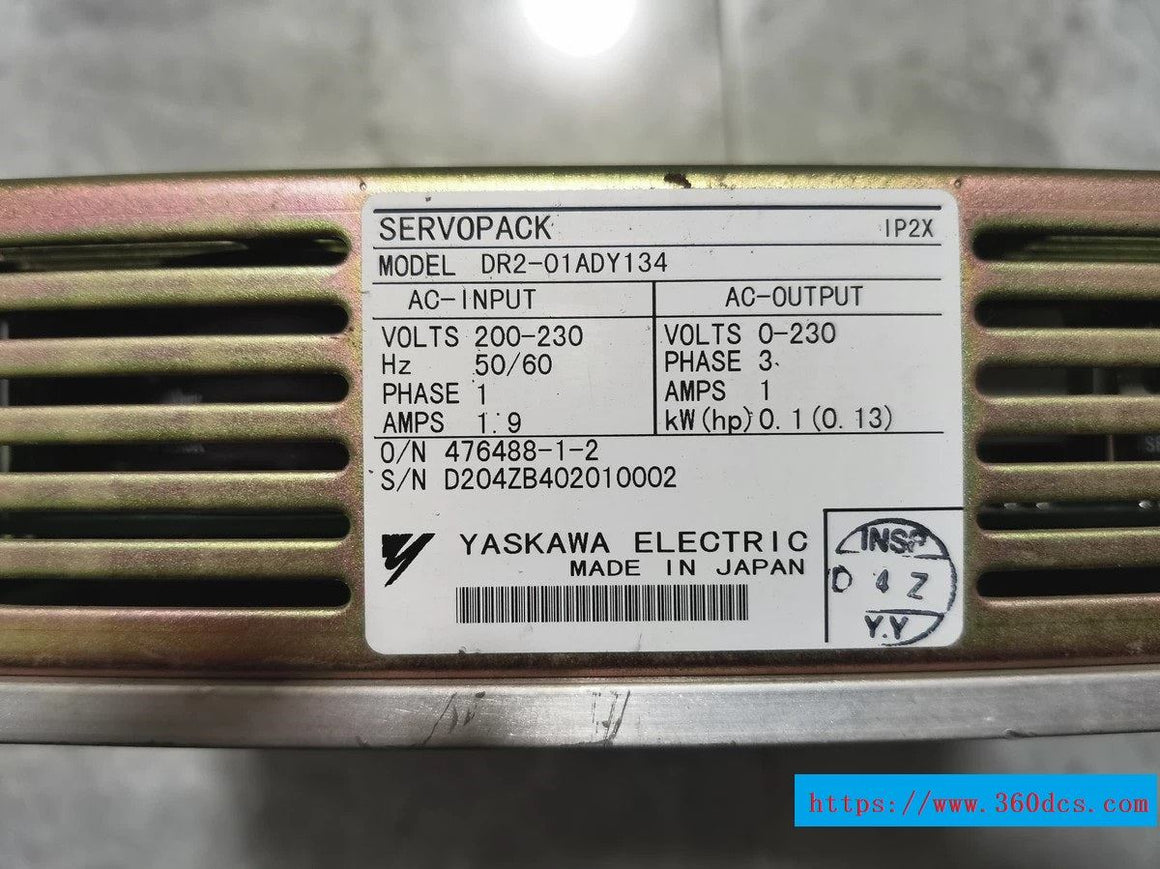 SERVOPACK IP2X
MODEL DR2-01ADY134
AC-INPUT AC-OUTPUT
VOLTS 200-230 VOLTS 0-230
Hz 50/60 PHASE 3
PHASE 1 AMPS 1
AMPS 1.9 kW(hp) 0.1(0.13)
O/N 476488-1-2
S/N D204ZB402010002
YASKAWA ELECTRIC
MADE IN JAPAN
INSP
0 4 Z
Y.Y
https://www.360dcs.com